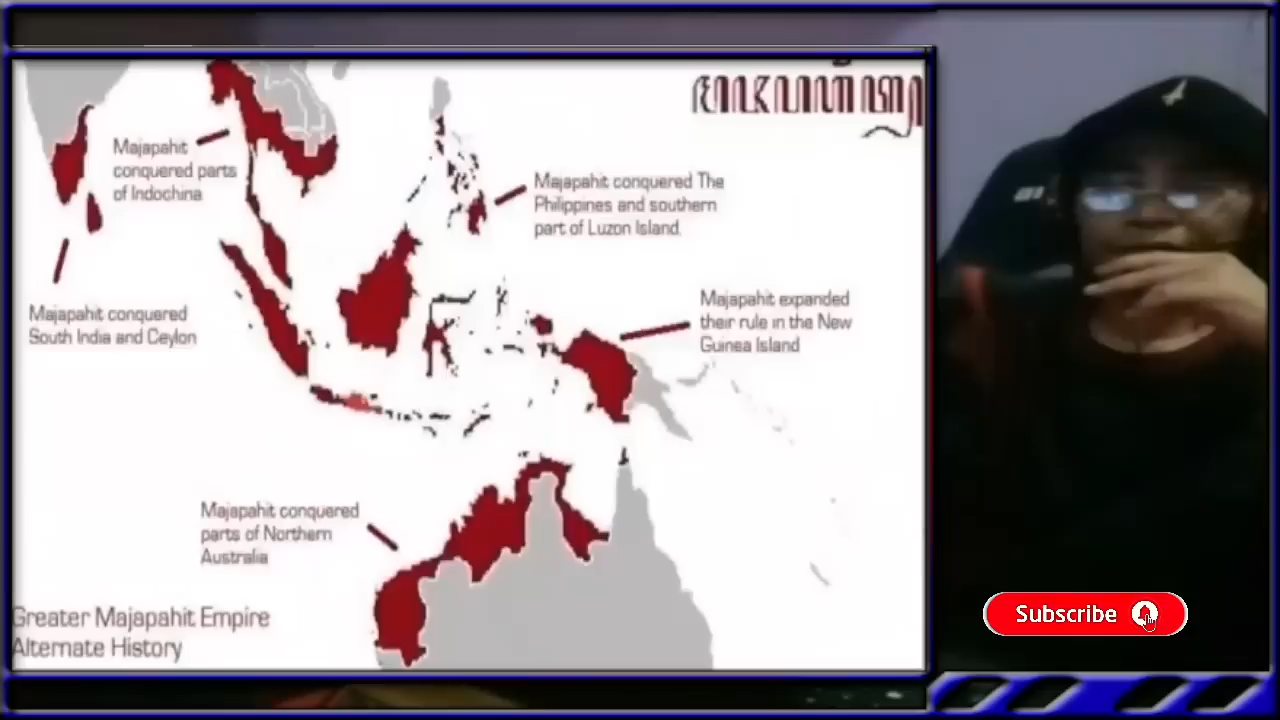 Majapahit
conquered parts
of Indochina
Majapahit conquered The
Philippines and southern
part of Luzon Island.
Majapahit conquered
South India and Ceylon
Majapahit expanded
their rule in the New
Guinea Island
Majapahit conquered
parts of Northern
Australia
Greater Majapahit Empire
Alternate History
Subscribe